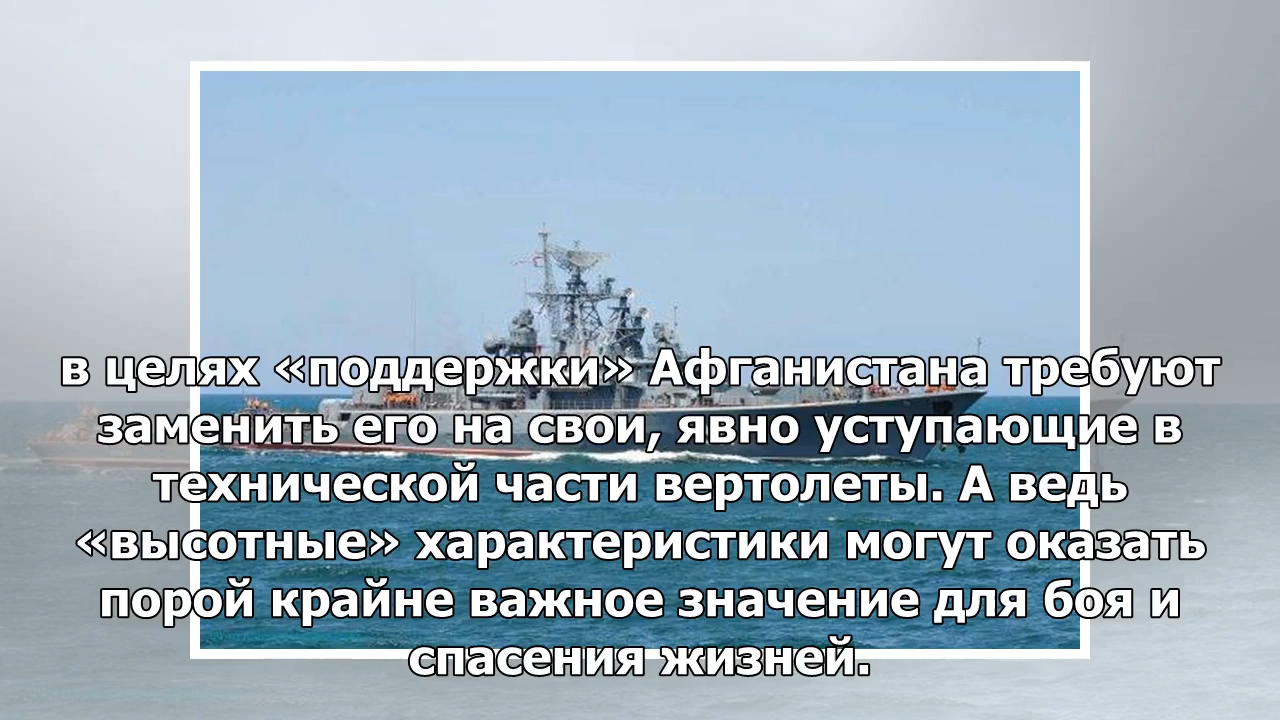 в целях «поддержки» Афганистана требуют
заменить его на свои, явно уступающие в
технической части вертолеты. А ведь
«высотные» характеристики могут оказать
порой крайне важное значение для боя и
спасения жизней.